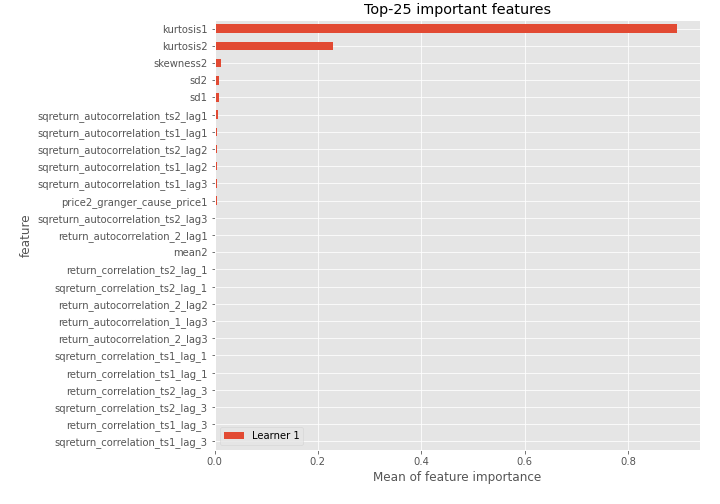 Top-25 important features
kurtosis1
kurtosis2
skewness2
sd2
sd1
sqreturn_autocorrelation_ts2_lag1
sqreturn_autocorrelation_ts1_lag1
sqreturn_autocorrelation_ts2_lag2
sqreturn_autocorrelation_ts1_lag2
sqreturn_autocorrelation_ts1_lag3
price2_granger_cause_price1
sqreturn_autocorrelation_ts2_lag3
return_autocorrelation_2_lag1
mean2
return_correlation_ts2_lag_1
sqreturn_correlation_ts2_lag_1
return_autocorrelation_2_lag2
return_autocorrelation_1_lag3
return_autocorrelation_2_lag3
sqreturn_correlation_ts1_lag_1
return_correlation_ts1_lag_1
return_correlation_ts2_lag_3
sqreturn_correlation_ts2_lag_3
return_correlation_ts1_lag_3
sqreturn_correlation_ts1_lag_3
feature
Learner 1
0.0 0.2 0.4 0.6 0.8
Mean of feature importance